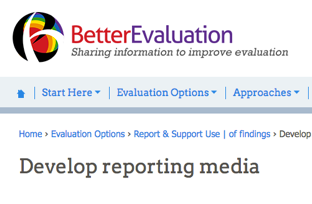 BetterEvaluation
Sharing information to improve evaluation
Start Here
Evaluation Options
Approaches
Home › Evaluation Options › Report & Support Use | of findings › Develop
Develop reporting media